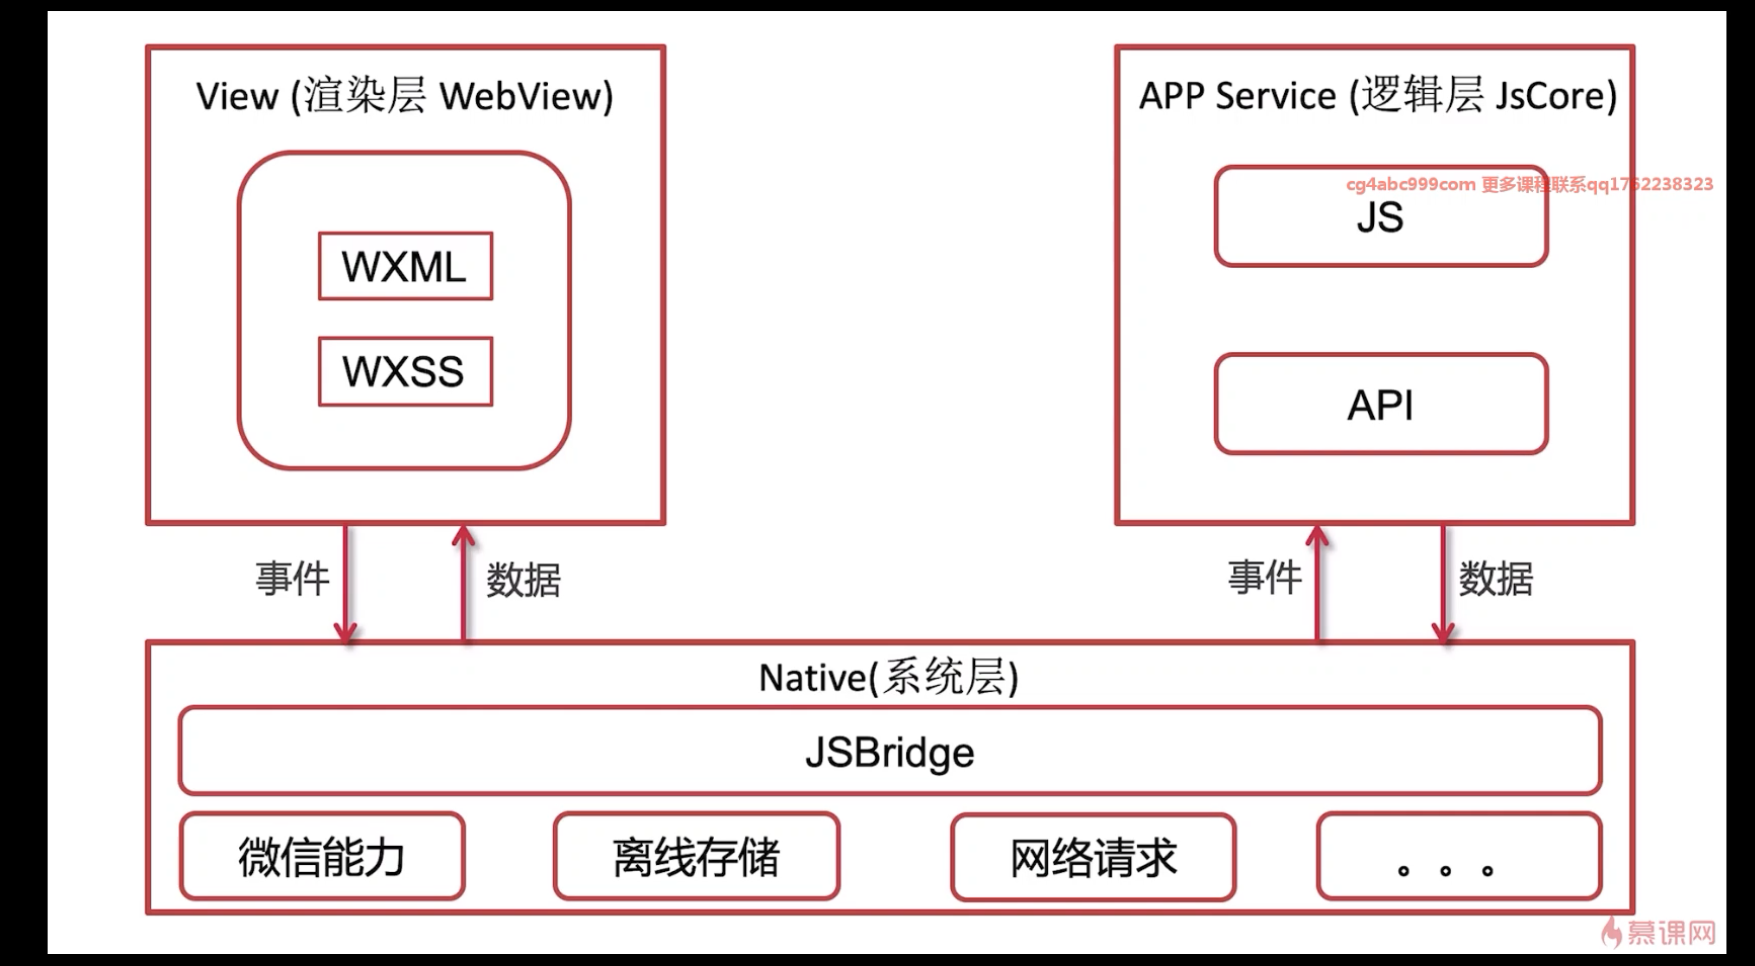 View (渲染层 WebView)
WXML
WXSS
APP Service (逻辑层 JsCore)
cg4abc999com 更多课程联系qq1762238323
JS
API
事件
数据
事件
数据
Native(系统层)
JSBridge
微信能力
离线存储
网络请求
。。。
慕课网